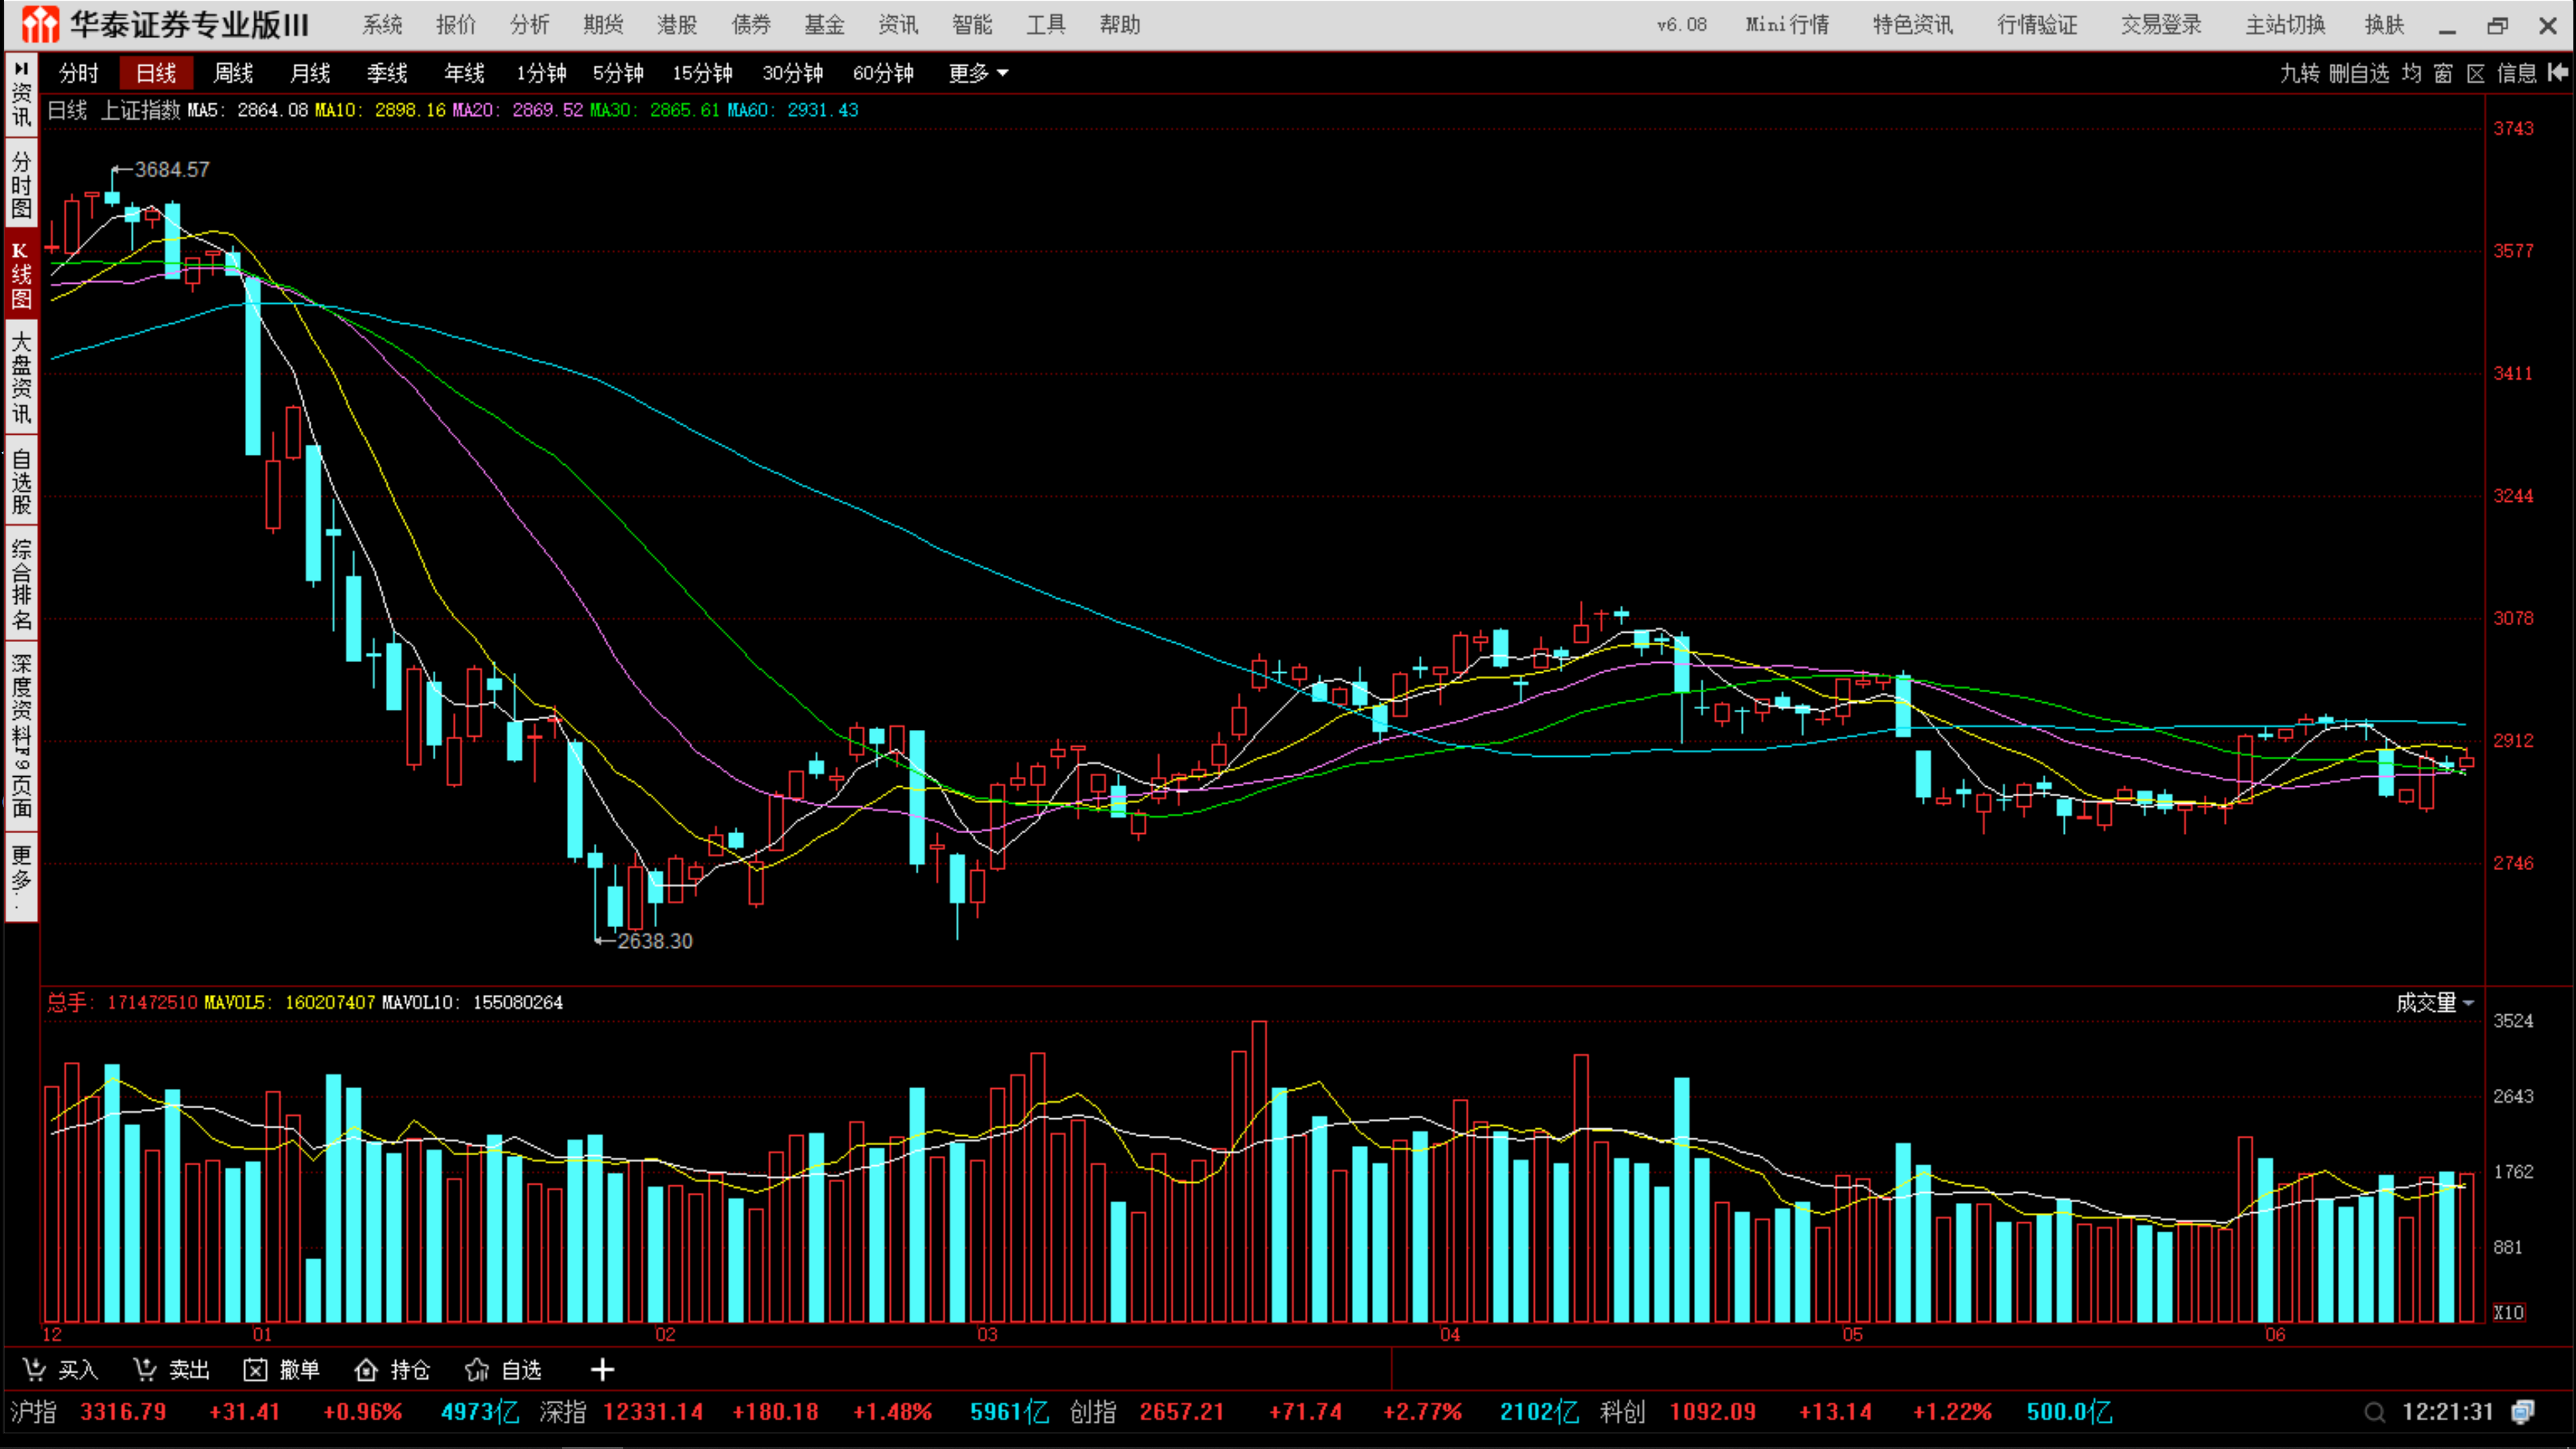 华泰证券专业版III 系统 报价 分析 期货 港股 债券 基金 资讯 智能 工具 帮助 v6.08 Mini行情 特色资讯 行情验证 交易登录 主站切换 换肤
分时 日线 周线 月线 季线 年线 1分钟 5分钟 15分钟 30分钟 60分钟 更多 九转 删自选 均 窗 区 信息
日线 上证指数 MA5: 2864.08 MA10: 2898.16 MA20: 2869.52 MA30: 2865.61 MA60: 2931.43
资讯
分时图
K线图
大盘资讯
自选股
综合排名
深度资料F9页面
更多..
3684.57
2638.30
3743
3577
3411
3244
3078
2912
2746
总手: 171472510 MAVOL5: 160207407 MAVOL10: 155080264 成交量
3524
2643
1762
881
X10
12 01 02 03 04 05 06
买入 卖出 撤单 持仓 自选 +
沪指 3316.79 +31.41 +0.96% 4973亿 深指 12331.14 +180.18 +1.48% 5961亿 创指 2657.21 +71.74 +2.77% 2102亿 科创 1092.09 +13.14 +1.22% 500.0亿 12:21:31